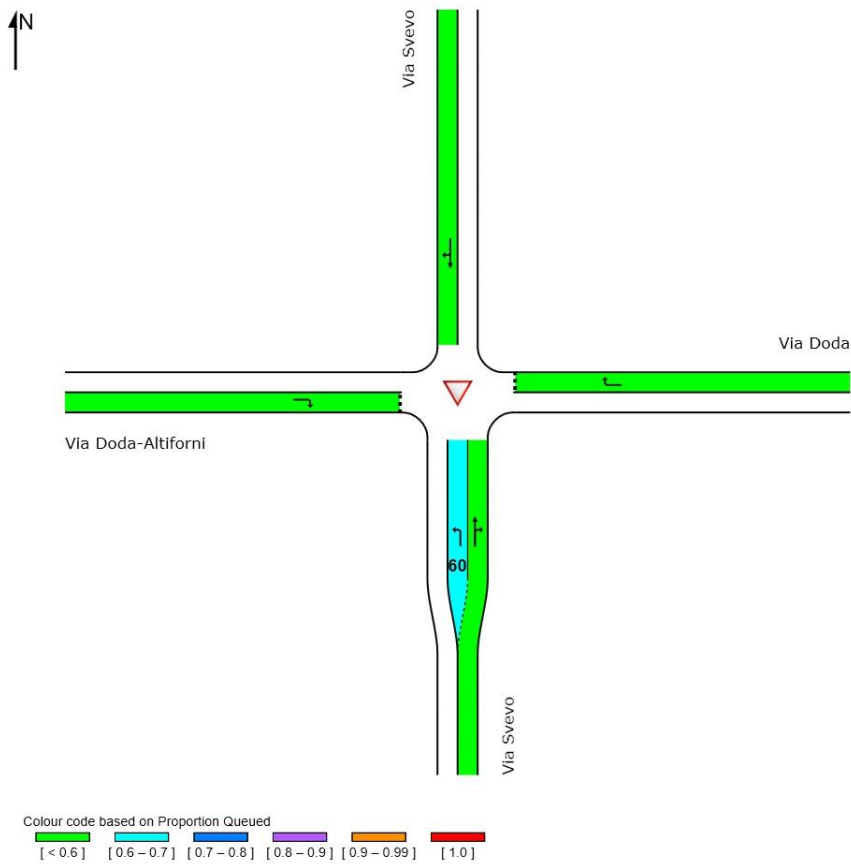 N
Via Svevo
Via Doda
Via Doda-Altiforni
60
Via Svevo
Colour code based on Proportion Queued
[ < 0.6 ] [ 0.6 – 0.7 ] [ 0.7 – 0.8 ] [ 0.8 – 0.9 ] [ 0.9 – 0.99 ] [ 1.0 ]